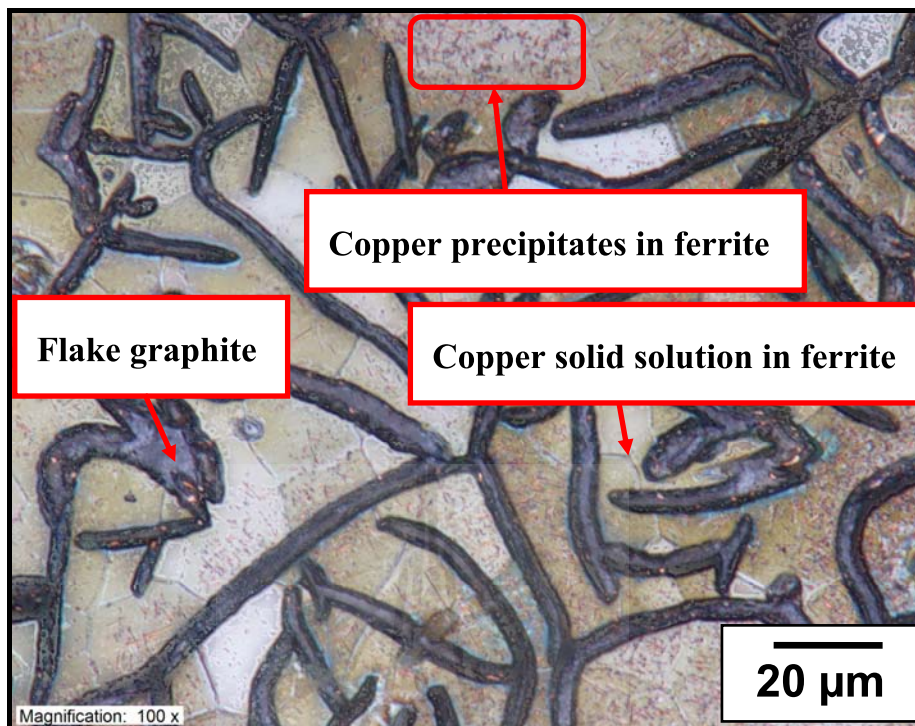 Copper precipitates in ferrite
Flake graphite
Copper solid solution in ferrite
20 µm
Magnification: 100 x